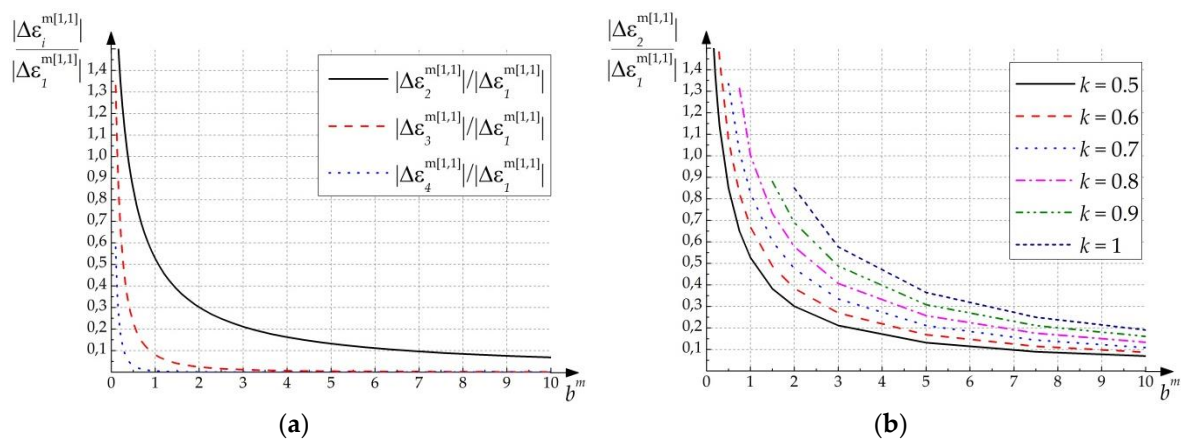 |Δε_i^m[1,1]|
|Δε_1^m[1,1]|
1,4
1,3
1,2
1,1
1,0
0,9
0,8
0,7
0,6
0,5
0,4
0,3
0,2
0,1
0 1 2 3 4 5 6 7 8 9 10
b^m
|Δε_2^m[1,1]|/|Δε_1^m[1,1]|
|Δε_3^m[1,1]|/|Δε_1^m[1,1]|
|Δε_4^m[1,1]|/|Δε_1^m[1,1]|
(a)
|Δε_2^m[1,1]|
|Δε_1^m[1,1]|
1,4
1,3
1,2
1,1
1,0
0,9
0,8
0,7
0,6
0,5
0,4
0,3
0,2
0,1
0 1 2 3 4 5 6 7 8 9 10
b^m
k = 0.5
k = 0.6
k = 0.7
k = 0.8
k = 0.9
k = 1
(b)